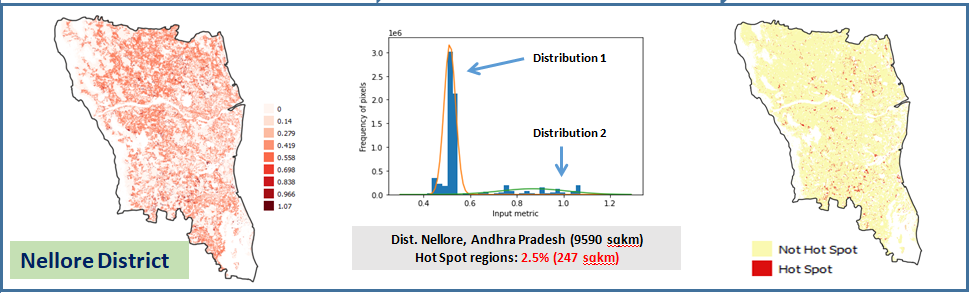 0
0.14
0.279
0.419
0.558
0.698
0.838
0.966
1.07
Nellore District
1e6
3.0
2.5
2.0
1.5
1.0
0.5
0.0
Frequency of pixels
0.4 0.6 0.8 1.0 1.2
Input metric
Distribution 1
Distribution 2
Dist. Nellore, Andhra Pradesh (9590 sqkm)
Hot Spot regions: 2.5% (247 sqkm)
Not Hot Spot
Hot Spot